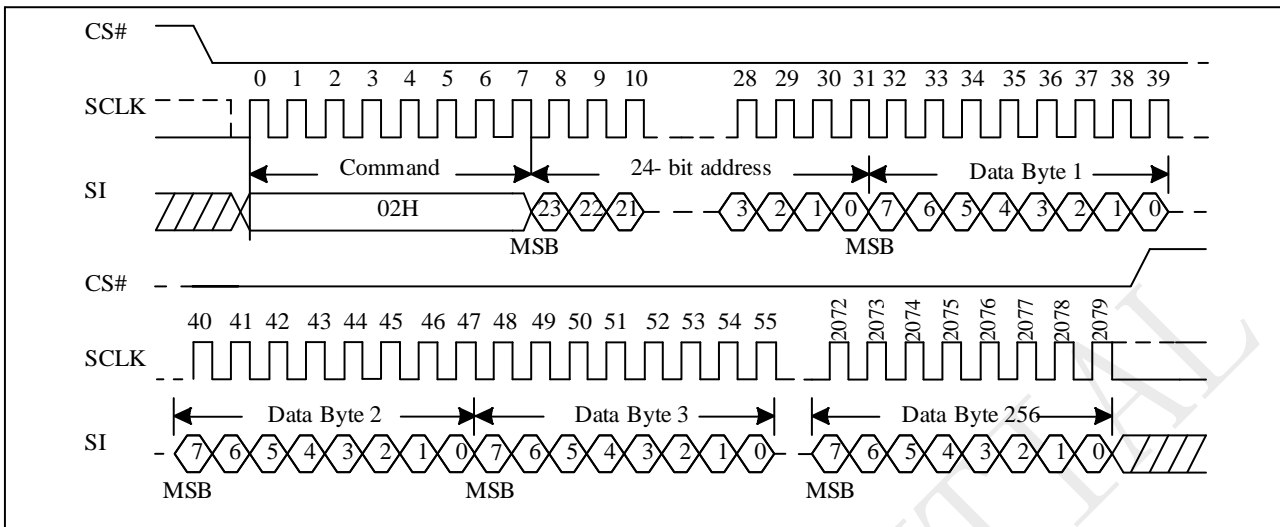 CS#
0 1 2 3 4 5 6 7 8 9 10 28 29 30 31 32 33 34 35 36 37 38 39
SCLK
Command 24- bit address Data Byte 1
SI
02H 23 22 21 3 2 1 0 7 6 5 4 3 2 1 0
MSB MSB
CS#
40 41 42 43 44 45 46 47 48 49 50 51 52 53 54 55 2072 2073 2074 2075 2076 2077 2078 2079
SCLK
Data Byte 2 Data Byte 3 Data Byte 256
SI
7 6 5 4 3 2 1 0 7 6 5 4 3 2 1 0 7 6 5 4 3 2 1 0
MSB MSB MSB
TIAL